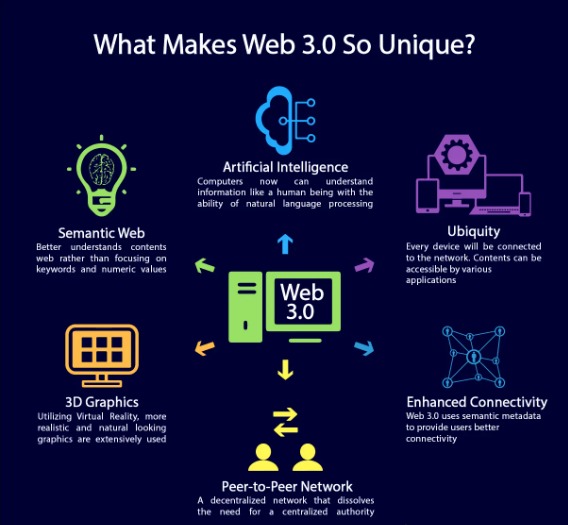 What Makes Web 3.0 So Unique?
Artificial Intelligence
Computers now can understand
information like a human being with the
ability of natural language processing
Semantic Web
Better understands contents
web rather than focusing on
keywords and numeric values
Ubiquity
Every device will be connected
to the network. Contents can be
accessible by various
applications
Web
3.0
3D Graphics
Utilizing Virtual Reality, more
realistic and natural looking
graphics are extensively used
Enhanced Connectivity
Web 3.0 uses semantic metadata
to provide users better
connectivity
Peer-to-Peer Network
A decentralized network that dissolves
the need for a centralized authority